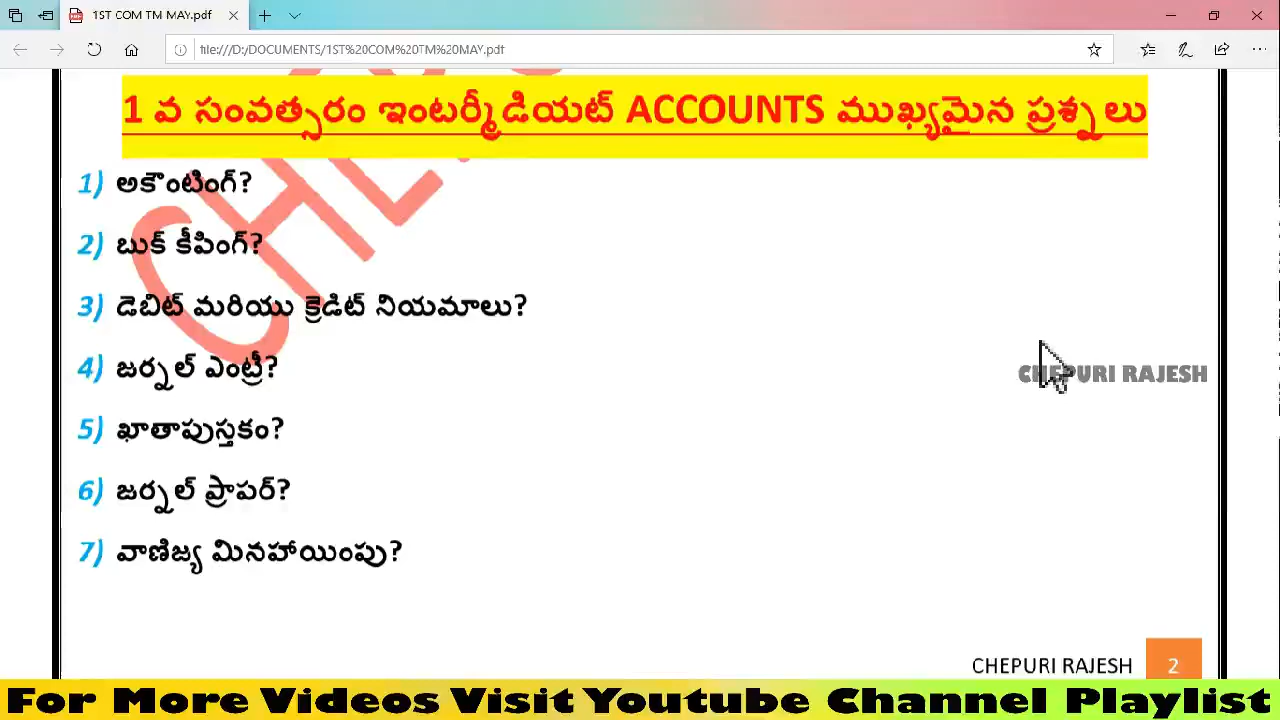 1ST COM TM MAY.pdf
file:///D:/DOCUMENTS/1ST%20COM%20TM%20MAY.pdf
1 వ సంవత్సరం ఇంటర్మీడియట్ ACCOUNTS ముఖ్యమైన ప్రశ్నలు
1) అకౌంటింగ్?
2) బుక్ కీపింగ్?
3) డెబిట్ మరియు క్రెడిట్ నియమాలు?
4) జర్నల్ ఎంట్రీ?
CHEPURI RAJESH
5) ఖాతాపుస్తకం?
6) జర్నల్ ప్రాపర్?
7) వాణిజ్య మినహాయింపు?
CHEPURI RAJESH 2
For More Videos Visit Youtube Channel Playlist